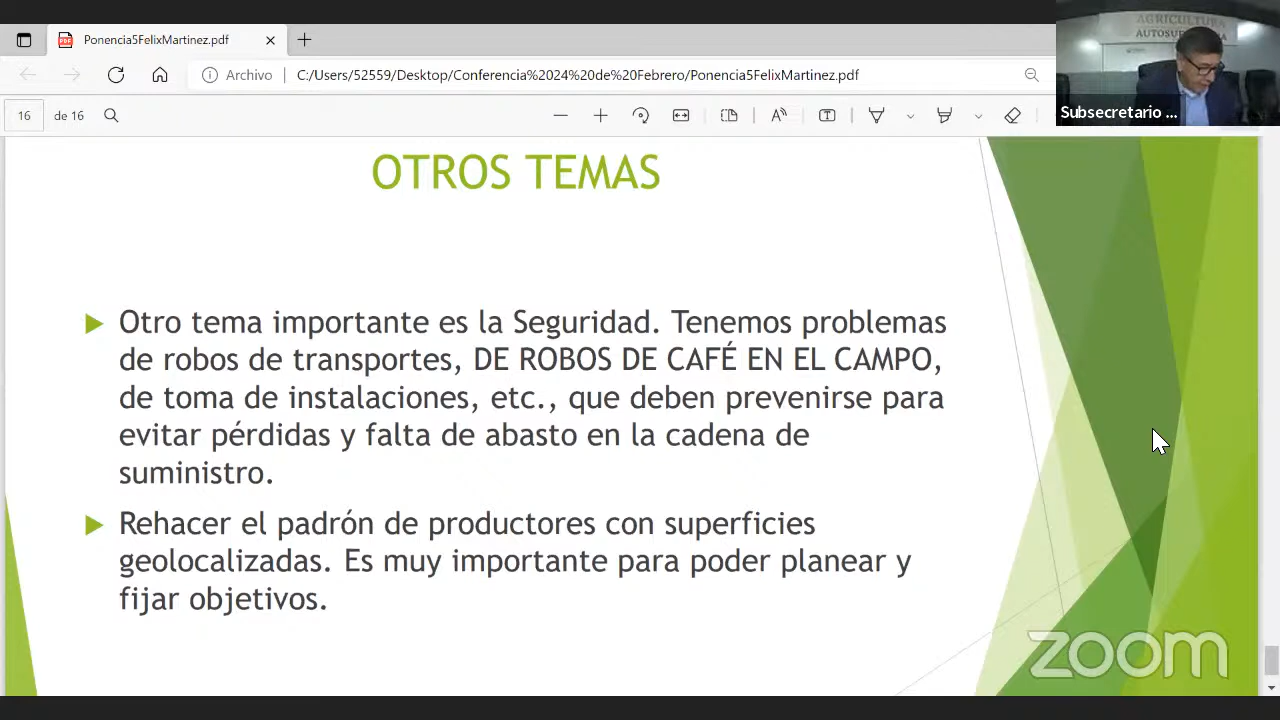 PonenciaSFelixMartinez.pdf
Archivo
C:/Users/52559/Desktop/Conferencia%2024%20de%20Febrero/Ponencia5FelixMartinez.pdf
16 de 16
AGRICULTURA
Subsecretario ...
OTROS TEMAS
Otro tema importante es la Seguridad. Tenemos problemas
de robos de transportes, DE ROBOS DE CAFÉ EN EL CAMPO,
de toma de instalaciones, etc., que deben prevenirse para
evitar pérdidas y falta de abasto en la cadena de
suministro.
Rehacer el padrón de productores con superficies
geolocalizadas. Es muy importante para poder planear y
fijar objetivos.
zoom